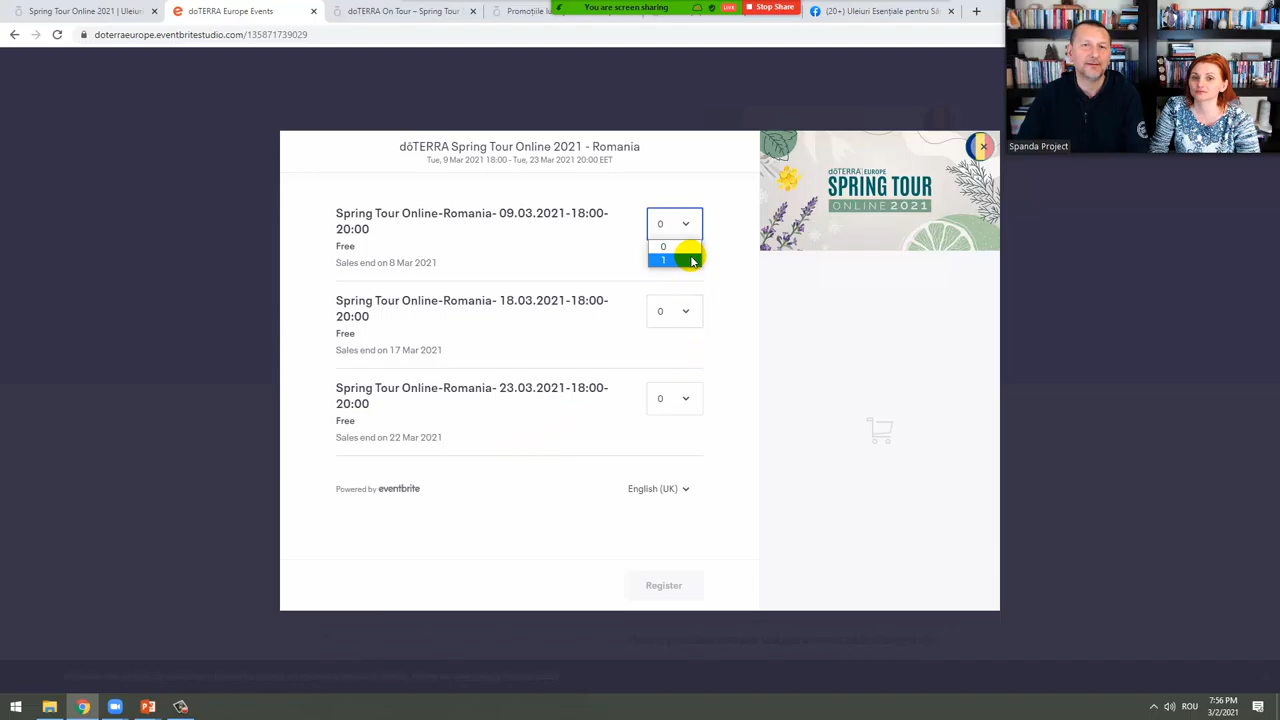 Spring Tour Online 2021 | Uleiuri
dōTERRA Europe Events
dōTERRA On Tour – Spring Tour
Promoțiile lu
You are screen sharing
LIVE
Stop Share
(20+) Uleiuri Esențiale pentru Să
doterraeurope.eventbritestudio.com/135871739029
Spanda Project
dōTERRA Spring Tour Online 2021 - Romania
Tue, 9 Mar 2021 18:00 - Tue, 23 Mar 2021 20:00 EET
dōTERRA EUROPE
SPRING TOUR
ONLINE 2021
Spring Tour Online-Romania- 09.03.2021-18:00-
20:00
0
Free
0
Sales end on 8 Mar 2021
1
Spring Tour Online-Romania- 18.03.2021-18:00-
20:00
0
Free
Sales end on 17 Mar 2021
Spring Tour Online-Romania- 23.03.2021-18:00-
20:00
0
Free
Sales end on 22 Mar 2021
Powered by eventbrite
English (UK)
Register
ROU
7:56 PM
3/2/2021